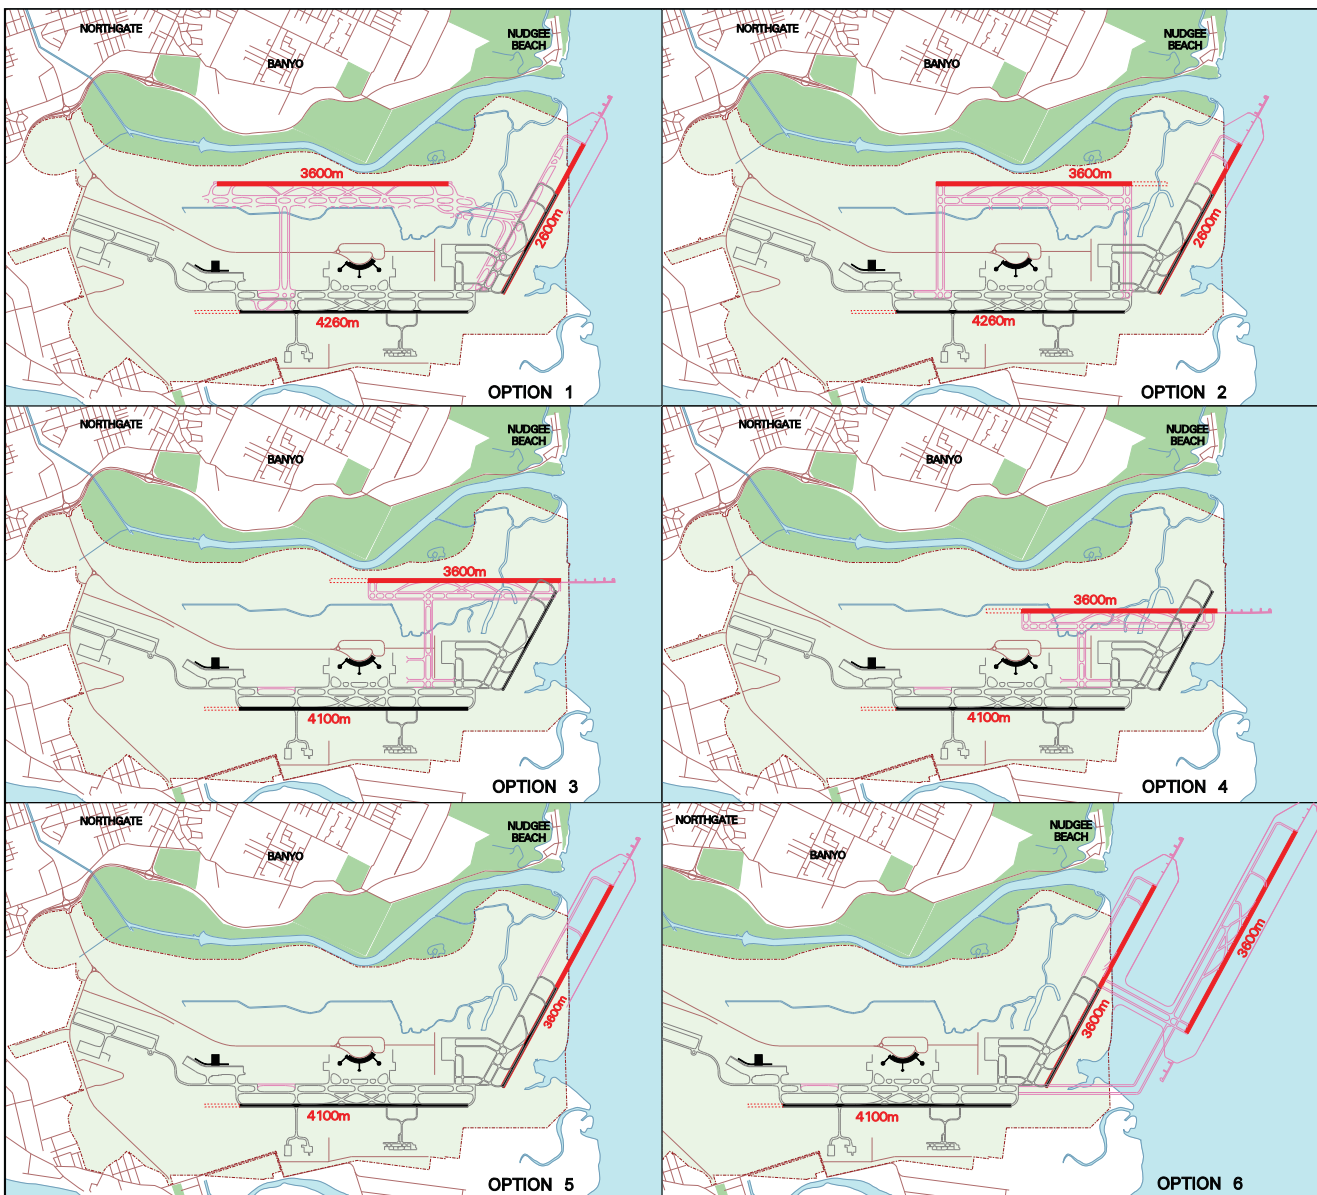 NORTHGATE
NUDGEE
BEACH
BANYO
3600m
2600m
4260m
OPTION 1
NORTHGATE
NUDGEE
BEACH
BANYO
3600m
2600m
4260m
OPTION 2
NORTHGATE
NUDGEE
BEACH
BANYO
3600m
4100m
OPTION 3
NORTHGATE
NUDGEE
BEACH
BANYO
3600m
4100m
OPTION 4
NORTHGATE
NUDGEE
BEACH
BANYO
3600m
4100m
OPTION 5
NORTHGATE
NUDGEE
BEACH
BANYO
3600m
3600m
4100m
OPTION 6